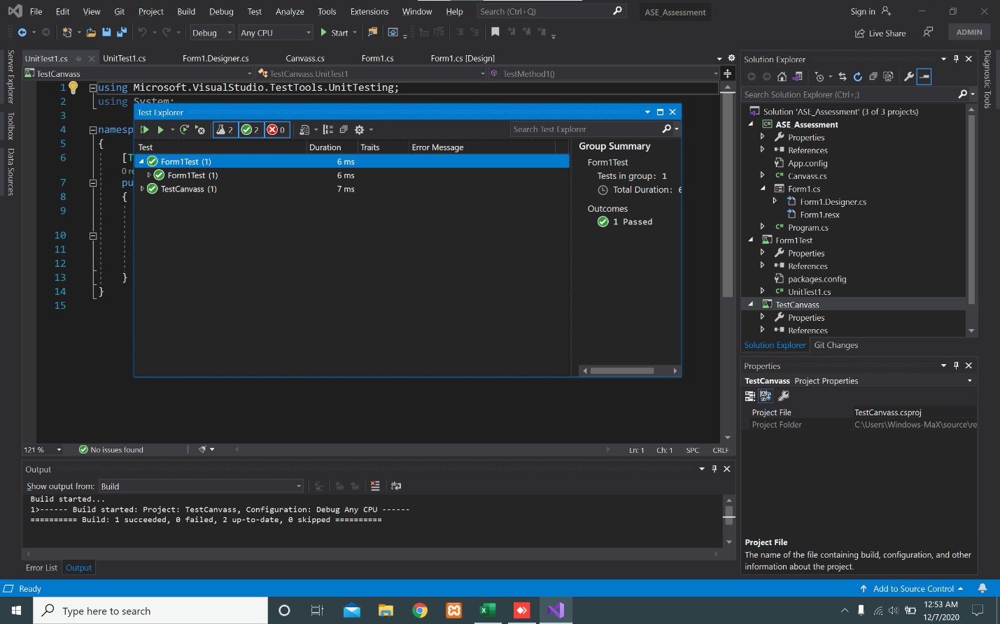 File Edit View Git Project Build Debug Test Analyze Tools Extensions Window Help Search (Ctrl+Q) ASE_Assessment Sign in
Debug Any CPU Start Live Share ADMIN
UnitTest1.cs UnitTest1.cs Form1.Designer.cs Canvass.cs Form1.cs Form1.cs [Design]
TestCanvass TestCanvass.UnitTest1 TestMethod1()
Server Explorer
Toolbox
Data Sources
1 using Microsoft.VisualStudio.TestTools.UnitTesting;
2 using System;
3
4 namesp
5 {
6 [T
0 re
7 pu
8 {
9
10
11
12
13 }
14 }
15
Test Explorer
2 2 0 Search Test Explorer
Test Duration Traits Error Message
Form1Test (1) 6 ms
Form1Test (1) 6 ms
TestCanvass (1) 7 ms
Group Summary
Form1Test
Tests in group: 1
Total Duration: 6
Outcomes
1 Passed
121 % No issues found Ln: 1 Ch: 1 SPC CRLF
Output
Show output from: Build
Build started...
1>------ Build started: Project: TestCanvass, Configuration: Debug Any CPU ------
========== Build: 1 succeeded, 0 failed, 2 up-to-date, 0 skipped ==========
Error List Output
Solution Explorer
Search Solution Explorer (Ctrl+;)
Solution 'ASE_Assessment' (3 of 3 projects)
ASE_Assessment
Properties
References
App.config
Canvass.cs
Form1.cs
Form1.Designer.cs
Form1.resx
Program.cs
Form1Test
Properties
References
packages.config
UnitTest1.cs
TestCanvass
Properties
References
Solution Explorer Git Changes
Diagnostic Tools
Properties
TestCanvass Project Properties
Project File TestCanvass.csproj
Project Folder C:\Users\Windows-MaX\source\re
Project File
The name of the file containing build, configuration, and other
information about the project.
Ready Add to Source Control
Type here to search
12:53 AM
12/7/2020